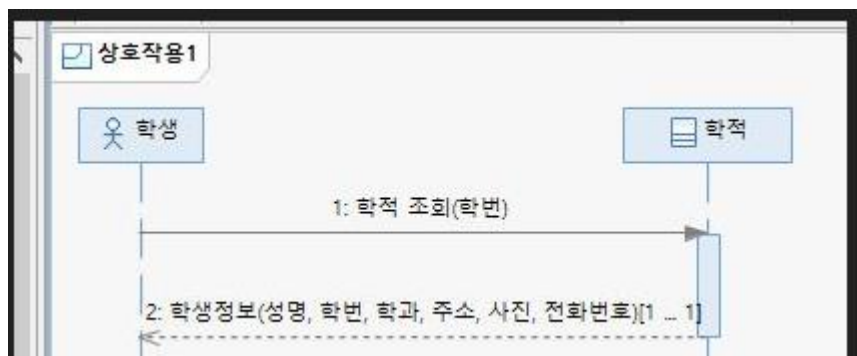 상호작용1
학생
학적
1: 학적 조회(학번)
2: 학생정보(성명, 학번, 학과, 주소, 사진, 전화번호)[1 ... 1]